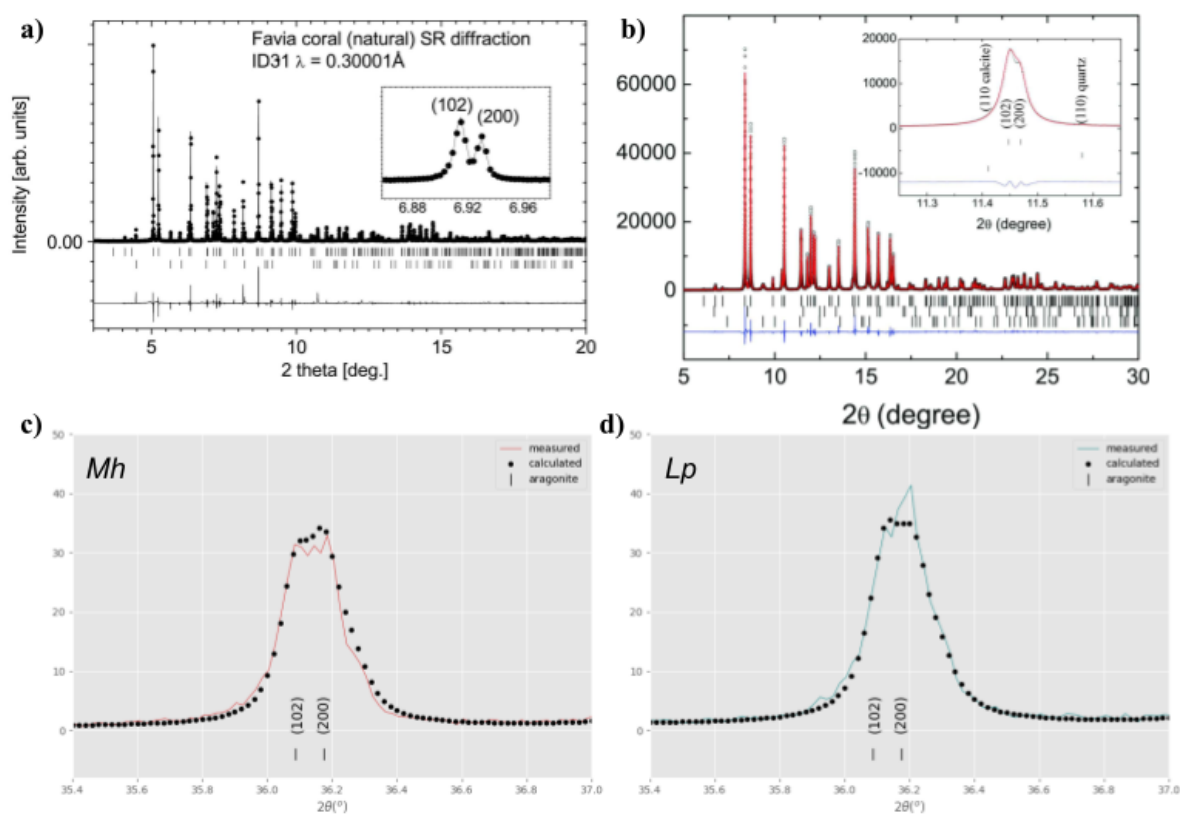 a)
Favia coral (natural) SR diffraction
ID31 λ = 0.30001Å
(102)
(200)
6.88 6.92 6.96
Intensity [arb. units]
0.00
5 10 15 20
2 theta [deg.]
b)
20000
10000
0
-10000
(110 calcite)
(102)
(200)
(110) quartz
11.3 11.4 11.5 11.6
2θ (degree)
60000
40000
20000
0
5 10 15 20 25 30
2θ (degree)
c)
Mh
measured
calculated
aragonite
50
40
30
20
10
0
(102)
(200)
35.4 35.6 35.8 36.0 36.2 36.4 36.6 36.8 37.0
2θ(°)
d)
Lp
measured
calculated
aragonite
50
40
30
20
10
0
(102)
(200)
35.4 35.6 35.8 36.0 36.2 36.4 36.6 36.8 37.0
2θ(°)